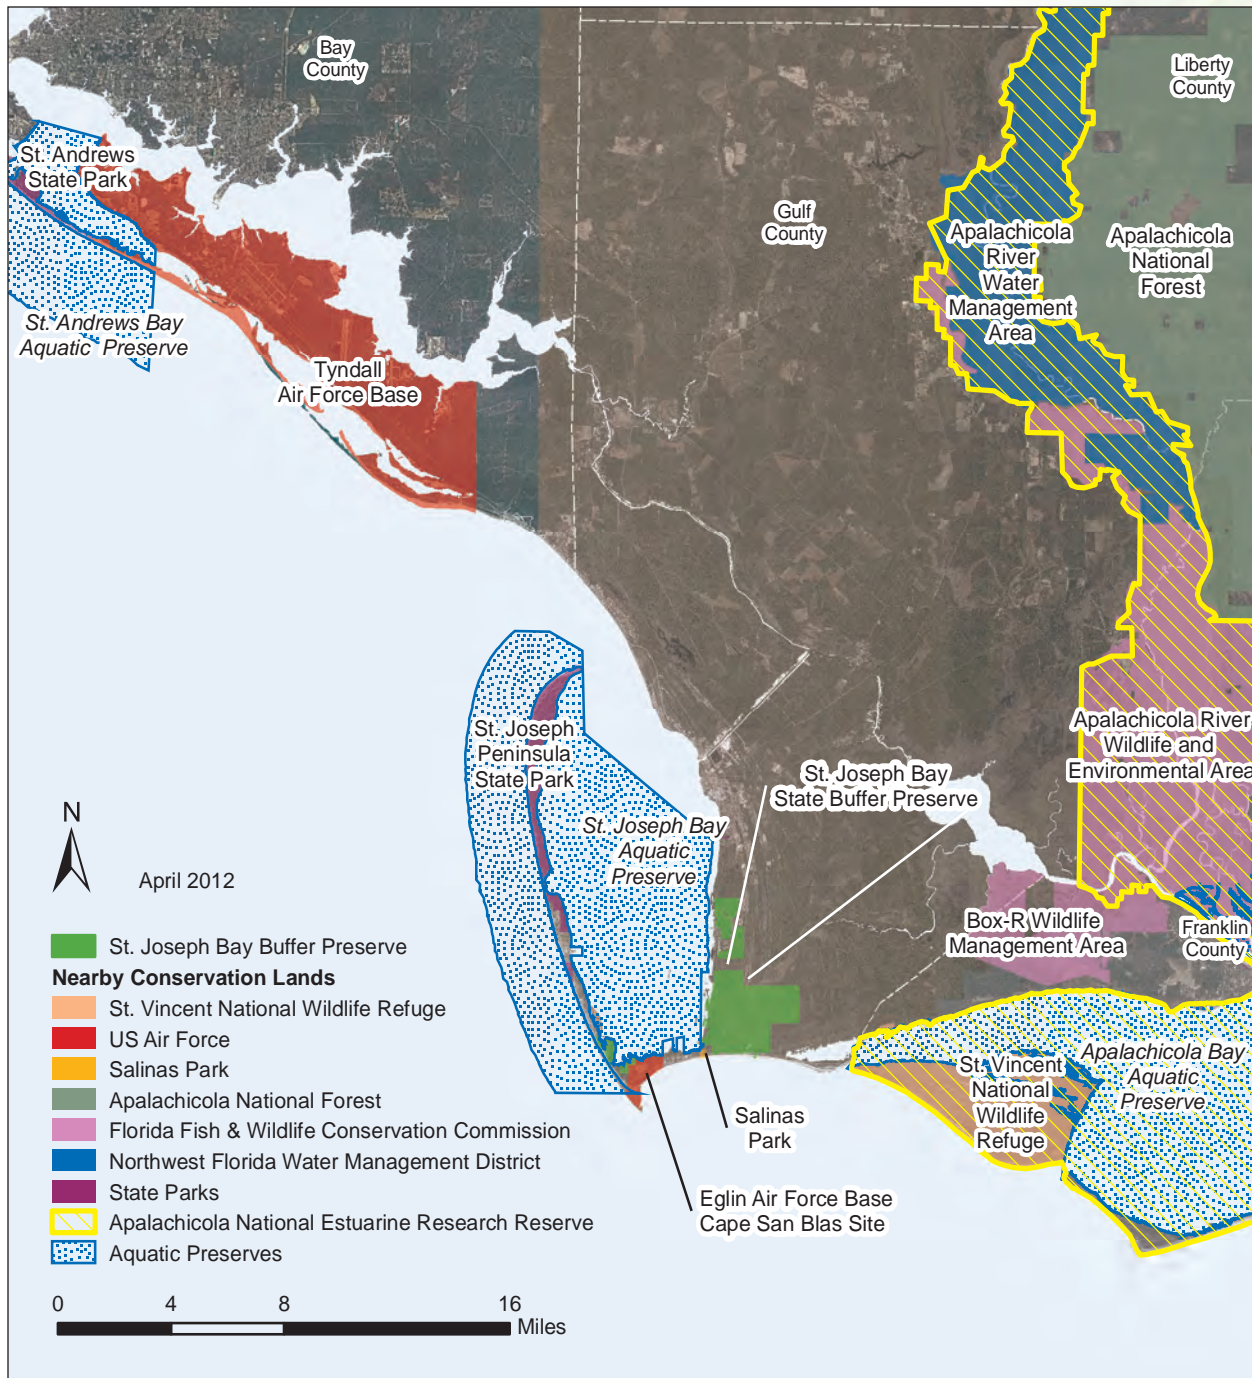 Bay
County
Liberty
County
St. Andrews
State Park
Gulf
County
Apalachicola
River
Water
Management
Area
Apalachicola
National
Forest
St. Andrews Bay
Aquatic Preserve
Tyndall
Air Force Base
St. Joseph
Peninsula
State Park
Apalachicola River
Wildlife and
Environmental Area
St. Joseph Bay
State Buffer Preserve
St. Joseph Bay
Aquatic
Preserve
N
April 2012
Box-R Wildlife
Management Area
Franklin
County
St. Joseph Bay Buffer Preserve
Nearby Conservation Lands
St. Vincent National Wildlife Refuge
US Air Force
Salinas Park
Apalachicola National Forest
Florida Fish & Wildlife Conservation Commission
Northwest Florida Water Management District
State Parks
Apalachicola National Estuarine Research Reserve
Aquatic Preserves
St. Vincent
National
Wildlife
Refuge
Apalachicola Bay
Aquatic
Preserve
Salinas
Park
Eglin Air Force Base
Cape San Blas Site
0 4 8 16
Miles